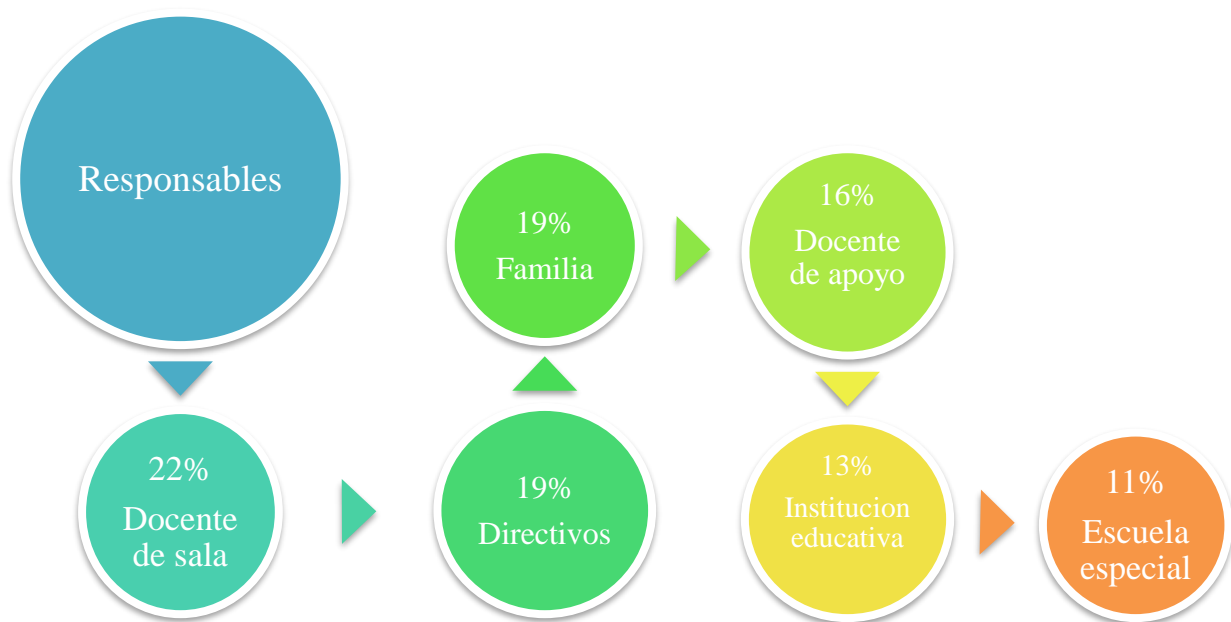 Responsables
22%
Docente
de sala
19%
Directivos
19%
Familia
16%
Docente
de apoyo
13%
Institucion
educativa
11%
Escuela
especial